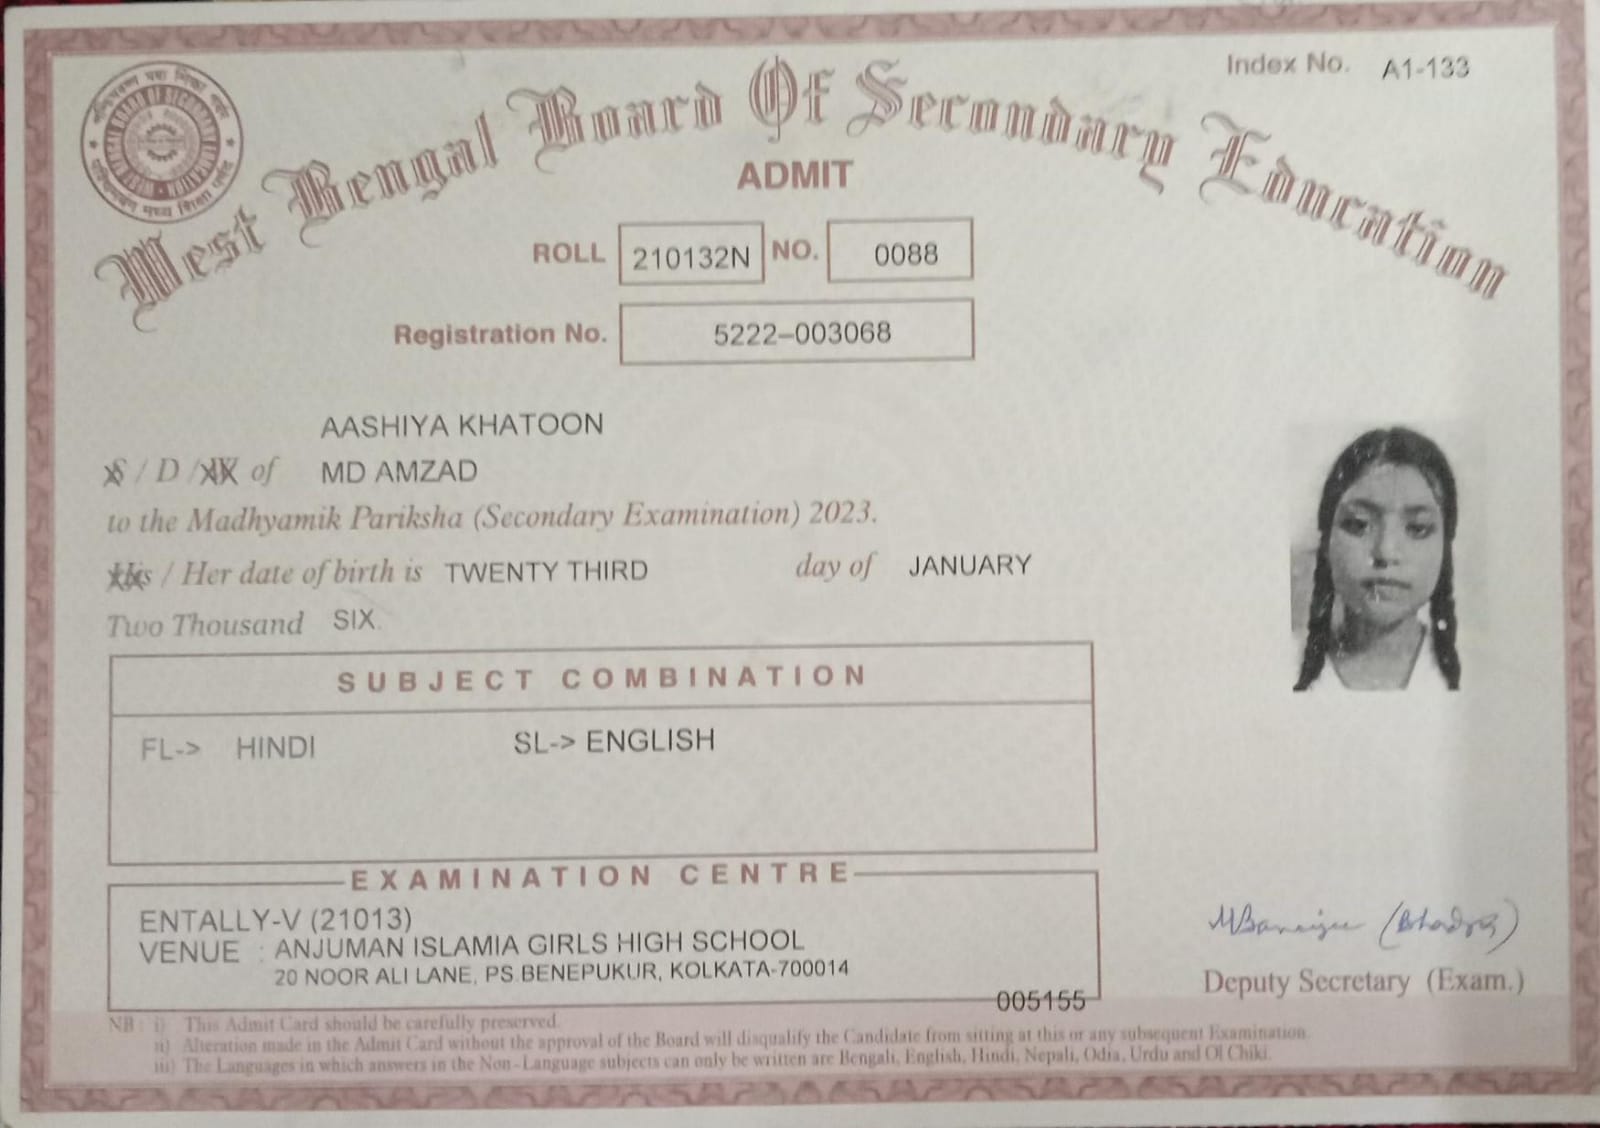 Index No. A1-133
West Bengal Board Of Secondary Education
ADMIT
ROLL 210132N NO. 0088
Registration No. 5222-003068
AASHIYA KHATOON
S / D / W of MD AMZAD
to the Madhyamik Pariksha (Secondary Examination) 2023.
His / Her date of birth is TWENTY THIRD day of JANUARY
Two Thousand SIX.
SUBJECT COMBINATION
FL-> HINDI SL-> ENGLISH
EXAMINATION CENTRE
ENTALLY-V (21013)
VENUE : ANJUMAN ISLAMIA GIRLS HIGH SCHOOL
20 NOOR ALI LANE, PS.BENEPUKUR, KOLKATA-700014
005155
Deputy Secretary (Exam.)
NB : i) This Admit Card should be carefully preserved.
ii) Alteration made in the Admit Card without the approval of the Board will disqualify the Candidate from sitting at this or any subsequent Examination.
iii) The Languages in which answers in the Non-Language subjects can only be written are Bengali, English, Hindi, Nepali, Odia, Urdu and Ol Chiki.